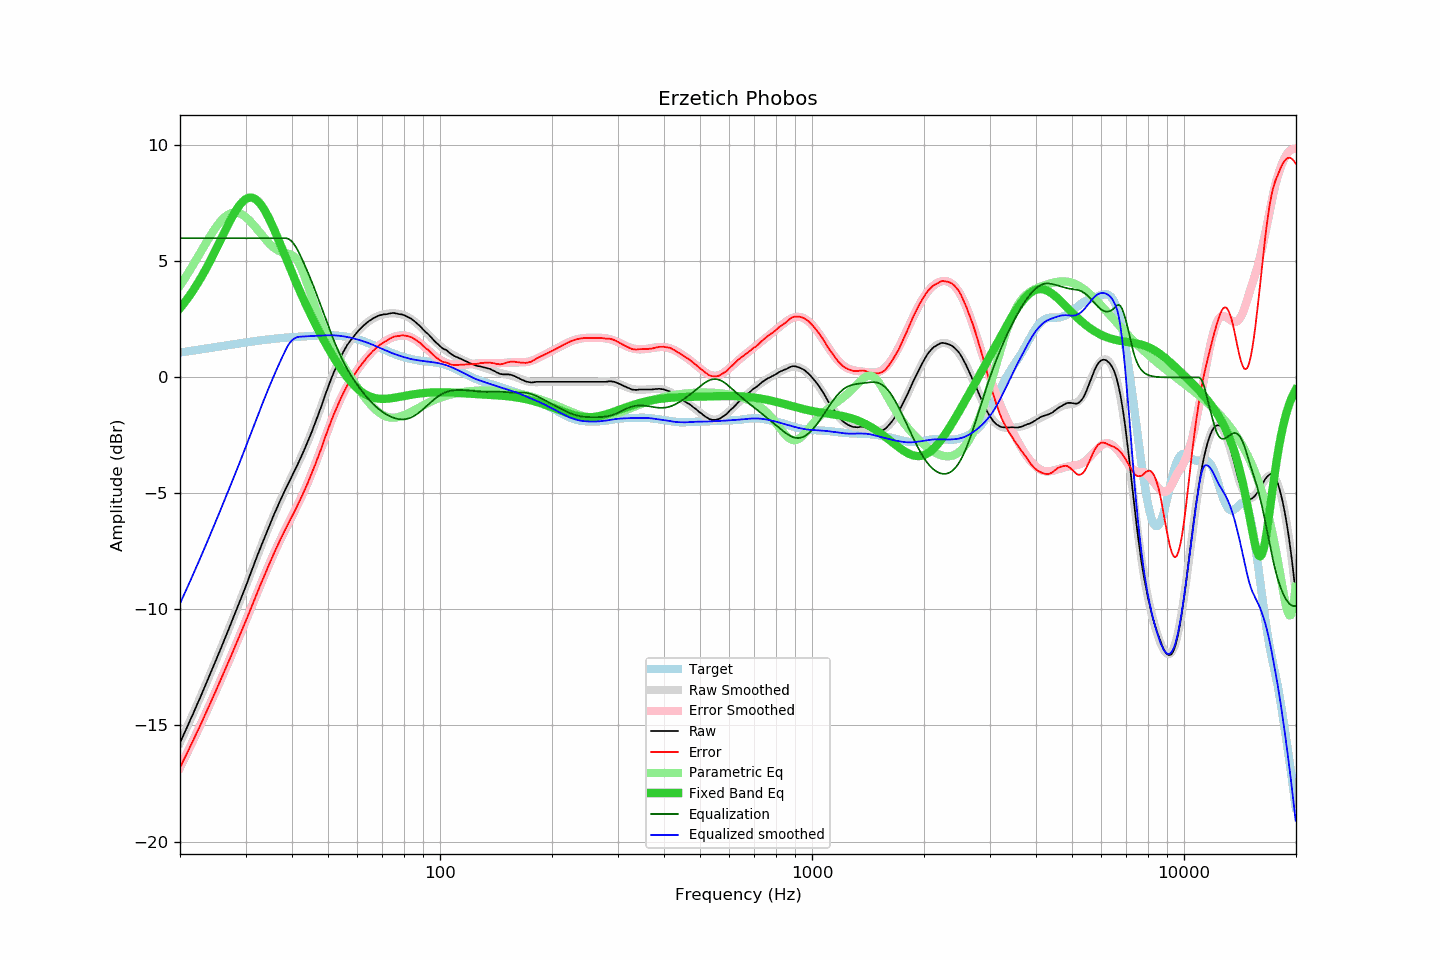 Erzetich Phobos
10
5
0
−5
−10
−15
−20
Amplitude (dBr)
Target
Raw Smoothed
Error Smoothed
Raw
Error
Parametric Eq
Fixed Band Eq
Equalization
Equalized smoothed
100 1000 10000
Frequency (Hz)